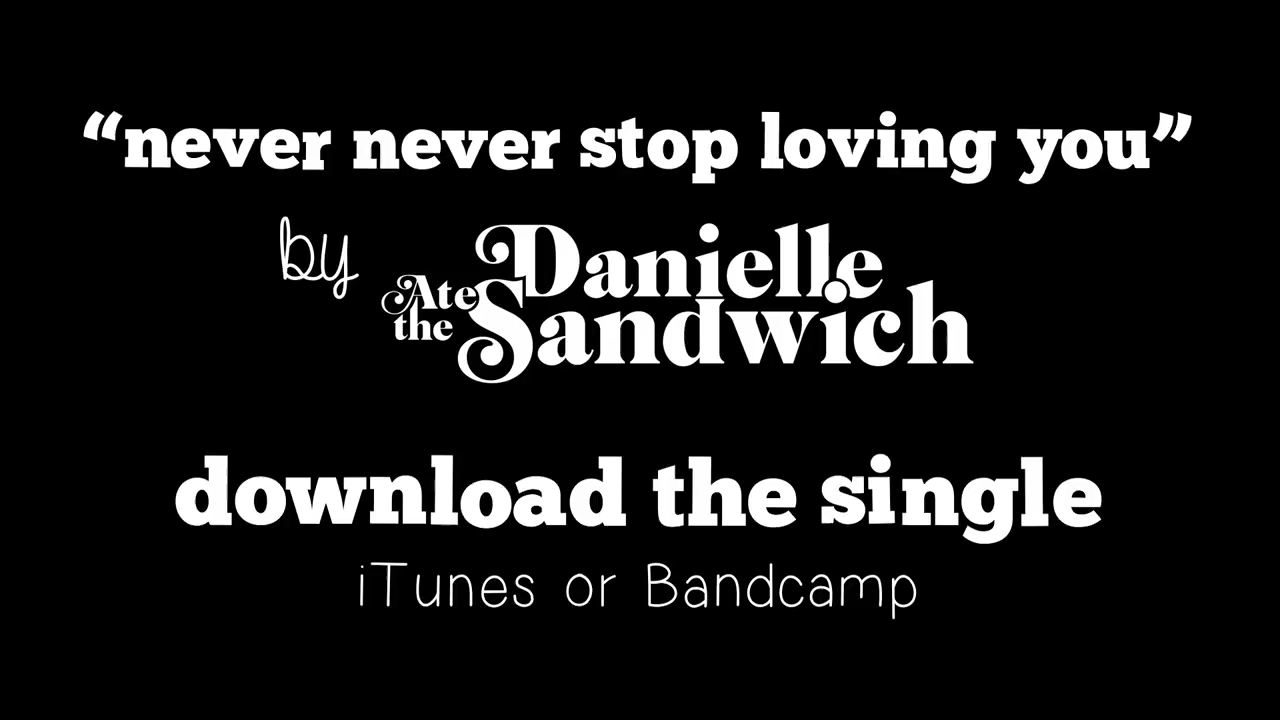 “never never stop loving you”
by Danielle
Ate the Sandwich
download the single
iTunes or Bandcamp